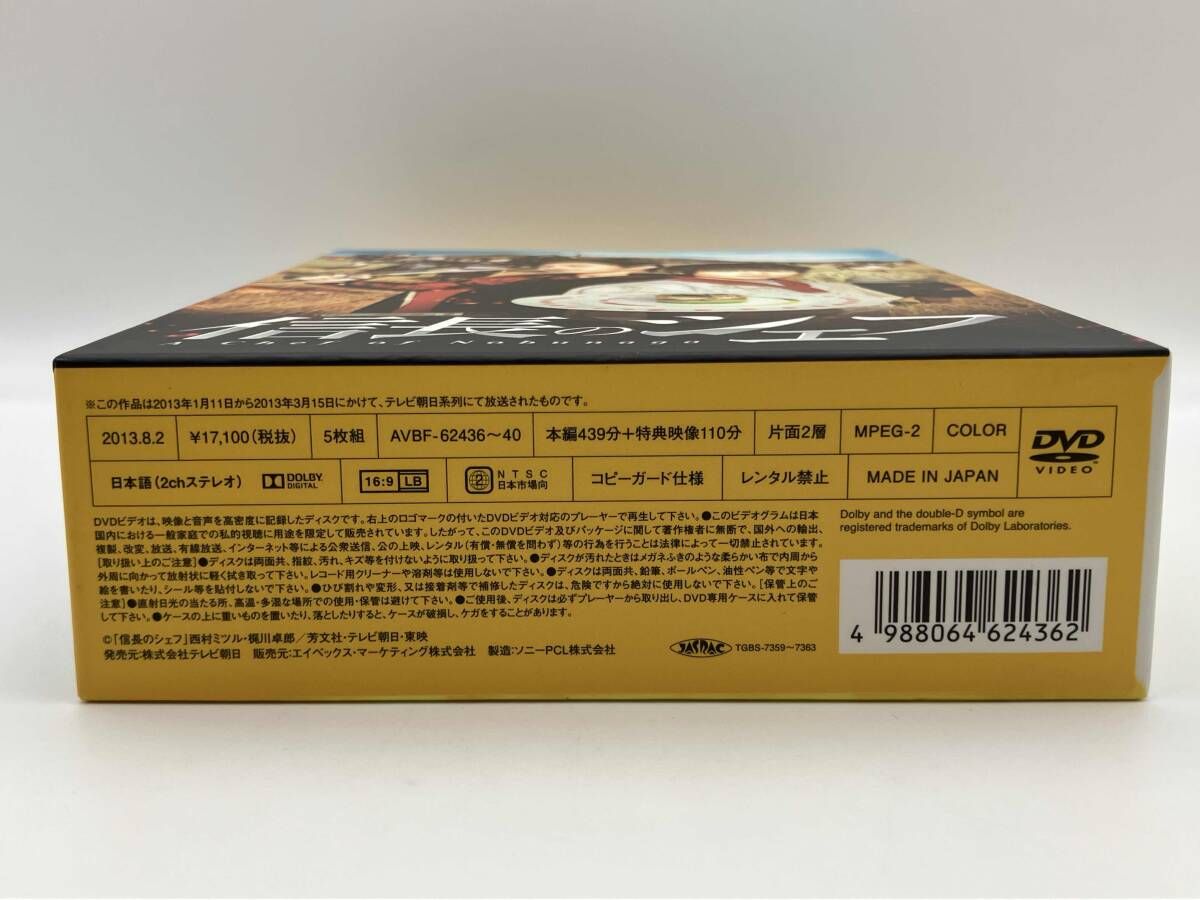 信長のシェフ
A Chef of Nobunaga
※この作品は2013年1月11日から2013年3月15日にかけて、テレビ朝日系列にて放送されたものです。
2013.8.2 ¥17,100(税抜) 5枚組 AVBF-62436〜40 本編439分+特典映像110分 片面2層 MPEG-2 COLOR DVD VIDEO
日本語(2chステレオ) DOLBY DIGITAL 16:9 LB 2 NTSC 日本市場向 コピーガード仕様 レンタル禁止 MADE IN JAPAN
DVDビデオは、映像と音声を高密度に記録したディスクです。右上のロゴマークの付いたDVDビデオ対応のプレーヤーで再生して下さい。●このビデオグラムは日本
国内における一般家庭での私的視聴に用途を限定して販売されています。したがって、このDVDビデオ及びパッケージに関して著作権者に無断で、国外への輸出、
複製、改変、放送、有線放送、インターネット等による公衆送信、公の上映、レンタル(有償・無償を問わず)等の行為を行うことは法律によって一切禁止されています。
[取り扱い上のご注意]●ディスクは両面共、指紋、汚れ、キズ等を付けないように取り扱って下さい。●ディスクが汚れたときはメガネふきのような柔らかい布で内周から
外周に向かって放射状に軽く拭き取って下さい。レコード用クリーナーや溶剤等は使用しないで下さい。●ディスクは両面共、鉛筆、ボールペン、油性ペン等で文字や
絵を書いたり、シール等を貼付しないで下さい。●ひび割れや変形、又は接着剤等で補修したディスクは、危険ですから絶対に使用しないで下さい。[保管上のご
注意]●直射日光の当たる所、高温・多湿な場所での使用・保管は避けて下さい。●ご使用後、ディスクは必ずプレーヤーから取り出し、DVD専用ケースに入れて保管
して下さい。●ケースの上に重いものを置いたり、落としたりすると、ケースが破損し、ケガをすることがあります。
Dolby and the double-D symbol are
registered trademarks of Dolby Laboratories.
4 988064 624362
©「信長のシェフ」西村ミツル・梶川卓郎/芳文社・テレビ朝日・東映
発売元:株式会社テレビ朝日 販売元:エイベックス・マーケティング株式会社 製造:ソニーPCL株式会社
JASRAC TGBS-7359〜7363